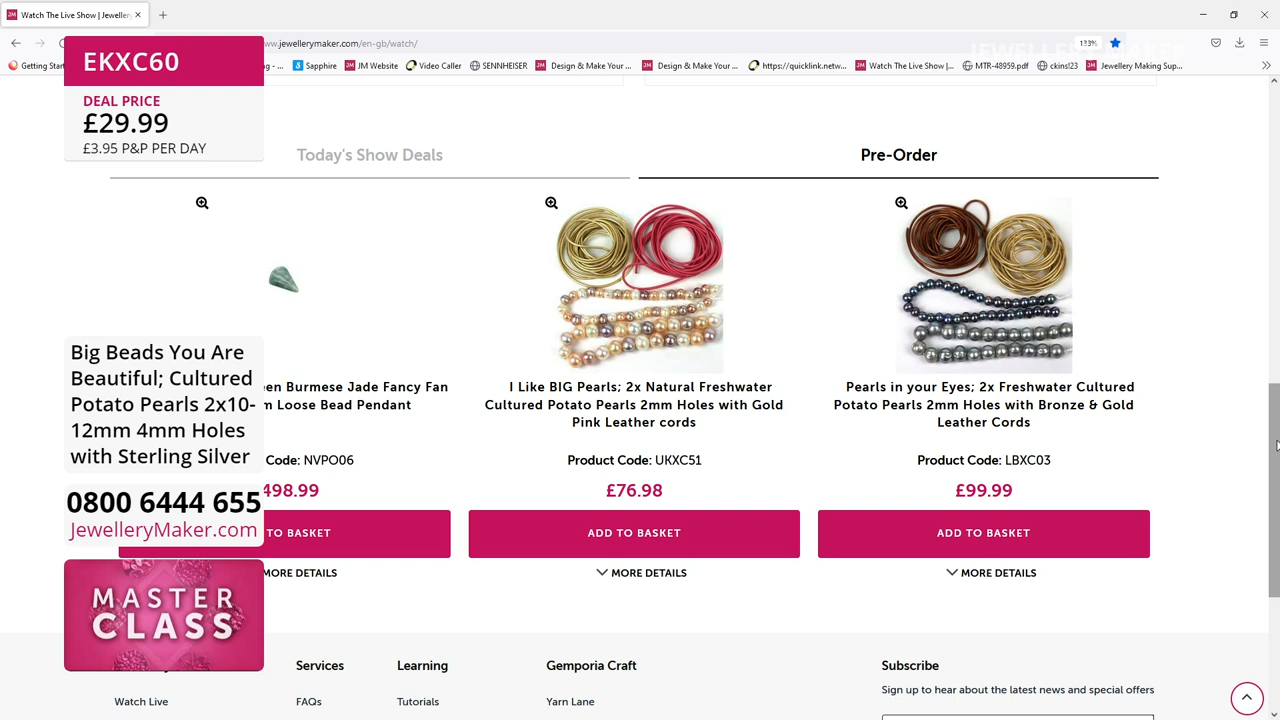 Watch The Live Show | Jeweller
w.jewellerymaker.com/en-gb/watch/
133%
JEWELLERYMAKER
Getting Star
ng - ...
Sapphire
JM Website
Video Caller
SENNHEISER
Design & Make Your ...
Design & Make Your ...
https://quicklink.netw...
Watch The Live Show |...
MTR-48959.pdf
ckins!23
Jewellery Making Sup...
EKXC60
DEAL PRICE
£29.99
£3.95 P&P PER DAY
Today's Show Deals
Pre-Order
Big Beads You Are
Beautiful; Cultured
Potato Pearls 2x10-
12mm 4mm Holes
with Sterling Silver
0800 6444 655
JewelleryMaker.com
MASTER
CLASS
een Burmese Jade Fancy Fan
m Loose Bead Pendant
Code: NVPO06
498.99
TO BASKET
MORE DETAILS
I Like BIG Pearls; 2x Natural Freshwater
Cultured Potato Pearls 2mm Holes with Gold
Pink Leather cords
Product Code: UKXC51
£76.98
ADD TO BASKET
MORE DETAILS
Pearls in your Eyes; 2x Freshwater Cultured
Potato Pearls 2mm Holes with Bronze & Gold
Leather Cords
Product Code: LBXC03
£99.99
ADD TO BASKET
MORE DETAILS
Watch Live
Services
FAQs
Learning
Tutorials
Gemporia Craft
Yarn Lane
Subscribe
Sign up to hear about the latest news and special offers